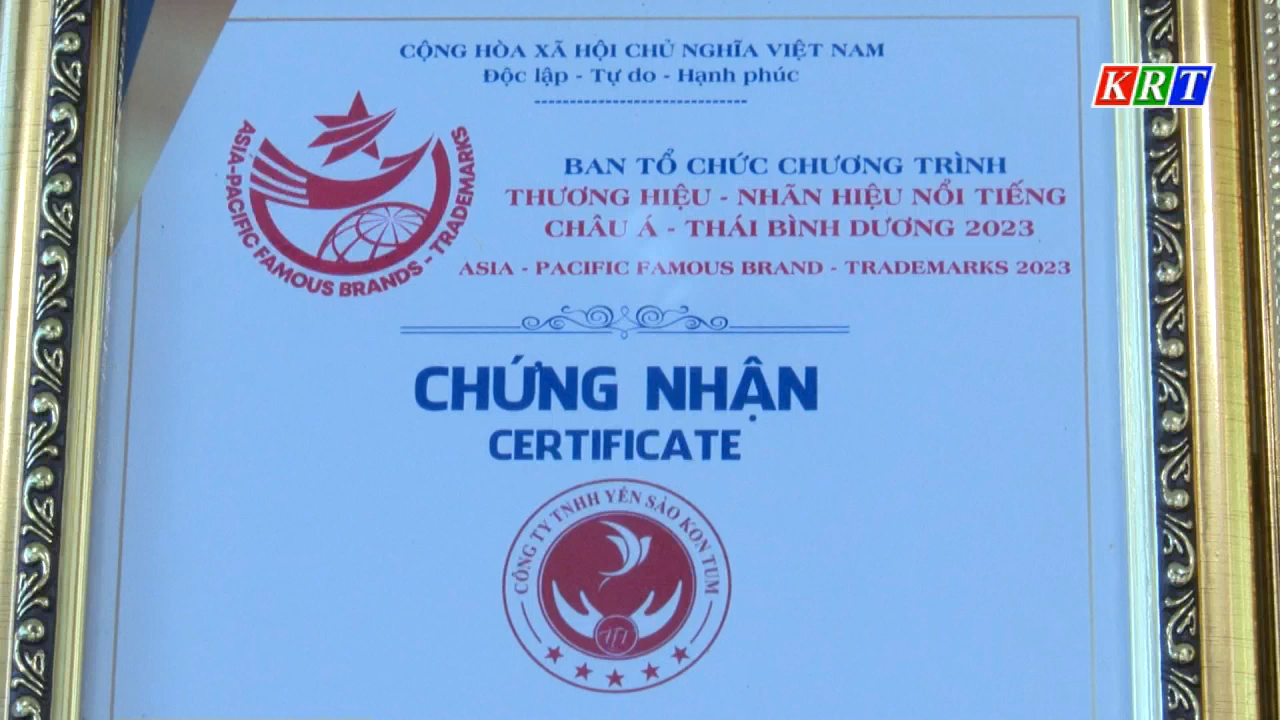 CỘNG HÒA XÃ HỘI CHỦ NGHĨA VIỆT NAM
Độc lập - Tự do - Hạnh phúc
KRT
ASIA-PACIFIC FAMOUS BRANDS - TRADEMARKS
BAN TỔ CHỨC CHƯƠNG TRÌNH
THƯƠNG HIỆU - NHÃN HIỆU NỔI TIẾNG
CHÂU Á - THÁI BÌNH DƯƠNG 2023
ASIA - PACIFIC FAMOUS BRAND - TRADEMARKS 2023
CHỨNG NHẬN
CERTIFICATE
CÔNG TY TNHH YẾN SÀO KON TUM